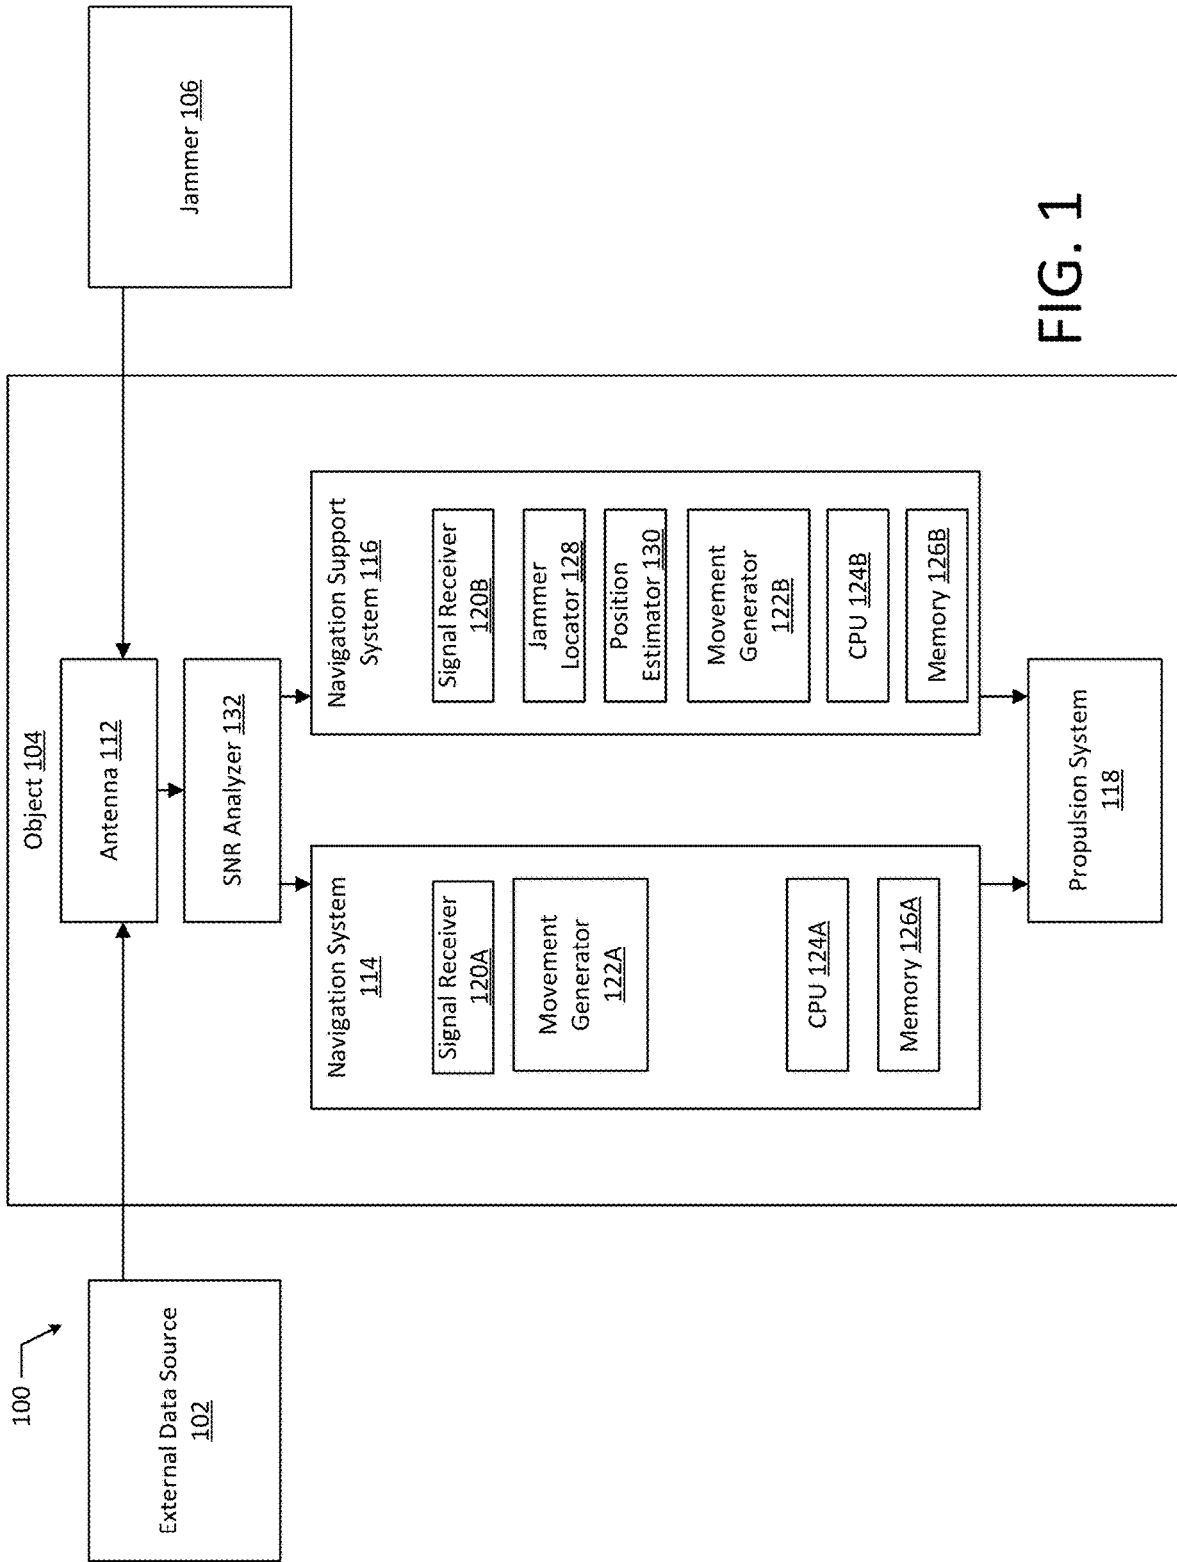 100
External Data Source
102
Object 104
Antenna 112
SNR Analyzer 132
Navigation System
114
Signal Receiver
120A
Movement
Generator
122A
CPU 124A
Memory 126A
Navigation Support
System 116
Signal Receiver
120B
Jammer
Locator 128
Position
Estimator 130
Movement
Generator
122B
CPU 124B
Memory 126B
Propulsion System
118
Jammer 106
FIG. 1